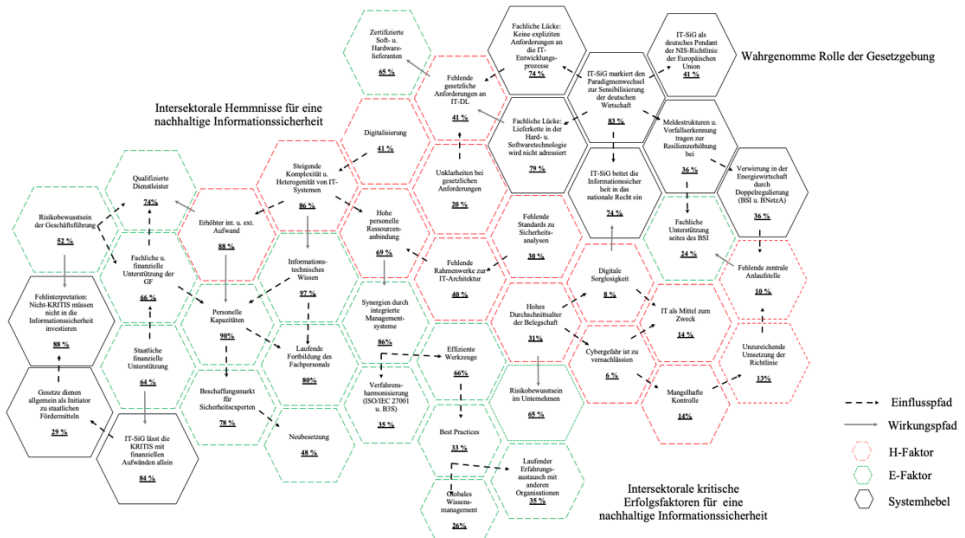 Zertifizierte
Soft- u.
Hardware-
lieferanten
65 %
Fachliche Lücke:
Keine expliziten
Anforderungen an
die IT-
Entwicklungs-
prozesse
74 %
IT-SiG als
deutsches Pendant
der NIS-Richtlinie
der Europäischen
Union
41 %
Wahrgenomme Rolle der Gesetzgebung
Fehlende
gesetzliche
Anforderungen an
IT-DL
41 %
IT-SiG markiert den
Paradigmenwechsel
zur Sensibilisierung
der deutschen
Wirtschaft
83 %
Intersektorale Hemmnisse für eine
nachhaltige Informationssicherheit
Digitalisierung
41 %
Fachliche Lücke:
Lieferkette in der
Hard- u.
Softwaretechnologie
wird nicht adressiert
79 %
Meldestrukturen u.
Vorfallserkennung
tragen zur
Resilienzerhöhung
bei
36 %
Steigende
Komplexität u.
Heterogenität von IT-
Systemen
86 %
Unklarheiten bei
gesetzlichen
Anforderungen
20 %
IT-SiG bettet die
Informationssicher
heit in das
nationale Recht ein
74 %
Verwirrung in der
Energiewirtschaft
durch
Doppelregulierung
(BSI u. BNetzA)
36 %
Qualifizierte
Dienstleister
74%
Risikobewusstsein
der Geschäftsführung
52 %
Erhöhter int. u. ext.
Aufwand
88 %
Hohe
personelle
Ressourcen-
anbindung
69 %
Fehlende
Standards zu
Sicherheits-
analysen
30 %
Fachliche
Unterstützung
seites des BSI
24 %
Fachliche u.
finanzielle
Unterstützung der
GF
66 %
Informations-
technisches
Wissen
97 %
Fehlende
Rahmenwerke zur
IT-Architektur
40 %
Digitale
Sorglosigkeit
8 %
Fehlende zentrale
Anlaufstelle
10 %
Fehlinterpretation:
Nicht-KRITIS müssen
nicht in die
Informationssicherheit
investieren
88 %
Personelle
Kapazitäten
90%
Synergien durch
integrierte
Management-
systeme
86%
Hohes
Durchschnittsalter
der Belegschaft
31%
IT als Mittel zum
Zweck
14 %
Staatliche
finanzielle
Unterstützung
64 %
Laufende
Fortbildung des
Fachpersonals
80%
Effiziente
Werkzeuge
66%
Cybergefahr ist zu
vernachlässen
6 %
Unzureichende
Umsetzung der
Richtlinie
13%
Gesetze dienen
allgemein als Initiator
zu staatlichen
Fördermitteln
29 %
Beschaffungsmarkt
für
Sicherheitsexperten
78 %
Verfahrens-
harmonisierung
(ISO/IEC 27001
u. B3S)
35 %
Risikobewusstsein
im Unternehmen
65 %
Mangelhafte
Kontrolle
14%
IT-SiG lässt die
KRITIS mit
finanziellen
Aufwänden allein
84 %
Neubesetzung
48 %
Best Practices
33 %
Laufender
Erfahrungs-
austausch mit
anderen
Organisationen
35 %
Globales
Wissens-
management
26%
Intersektorale kritische
Erfolgsfaktoren für eine
nachhaltige Informationssicherheit
Einflusspfad
Wirkungspfad
H-Faktor
E-Faktor
Systemhebel